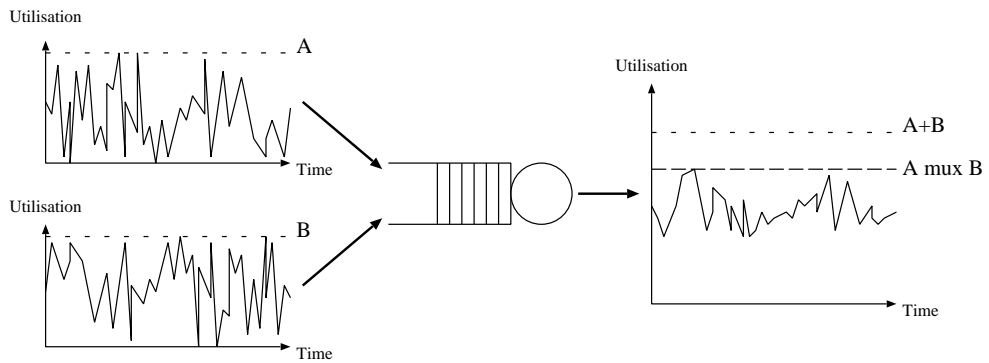 Utilisation
A
Time
Utilisation
B
Time
Utilisation
A+B
A mux B
Time